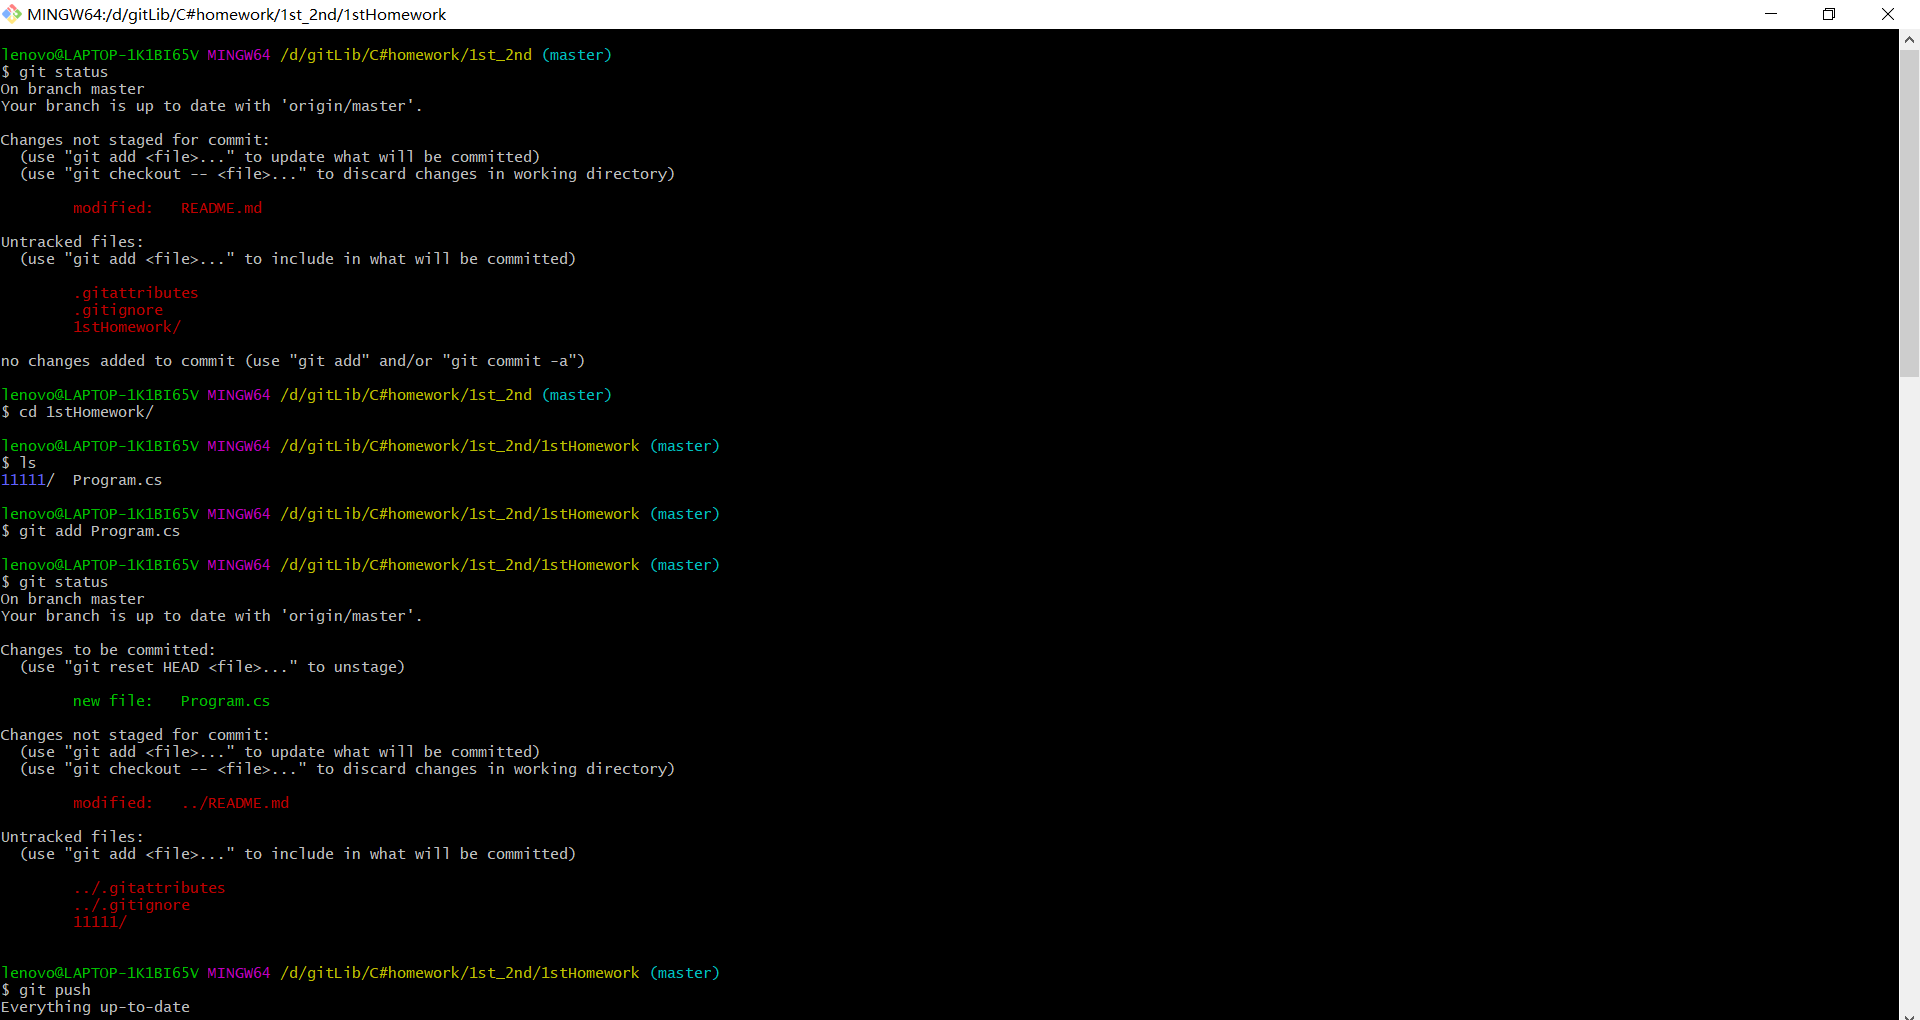 MINGW64:/d/gitLib/C#homework/1st_2nd/1stHomework
lenovo@LAPTOP-1K1BI65V MINGW64 /d/gitLib/C#homework/1st_2nd (master)
$ git status
On branch master
Your branch is up to date with 'origin/master'.
Changes not staged for commit:
  (use "git add <file>..." to update what will be committed)
  (use "git checkout -- <file>..." to discard changes in working directory)
        modified:   README.md
Untracked files:
  (use "git add <file>..." to include in what will be committed)
        .gitattributes
        .gitignore
        1stHomework/
no changes added to commit (use "git add" and/or "git commit -a")
lenovo@LAPTOP-1K1BI65V MINGW64 /d/gitLib/C#homework/1st_2nd (master)
$ cd 1stHomework/
lenovo@LAPTOP-1K1BI65V MINGW64 /d/gitLib/C#homework/1st_2nd/1stHomework (master)
$ ls
11111/  Program.cs
lenovo@LAPTOP-1K1BI65V MINGW64 /d/gitLib/C#homework/1st_2nd/1stHomework (master)
$ git add Program.cs
lenovo@LAPTOP-1K1BI65V MINGW64 /d/gitLib/C#homework/1st_2nd/1stHomework (master)
$ git status
On branch master
Your branch is up to date with 'origin/master'.
Changes to be committed:
  (use "git reset HEAD <file>..." to unstage)
        new file:   Program.cs
Changes not staged for commit:
  (use "git add <file>..." to update what will be committed)
  (use "git checkout -- <file>..." to discard changes in working directory)
        modified:   ../README.md
Untracked files:
  (use "git add <file>..." to include in what will be committed)
        ../.gitattributes
        ../.gitignore
        11111/
lenovo@LAPTOP-1K1BI65V MINGW64 /d/gitLib/C#homework/1st_2nd/1stHomework (master)
$ git push
Everything up-to-date